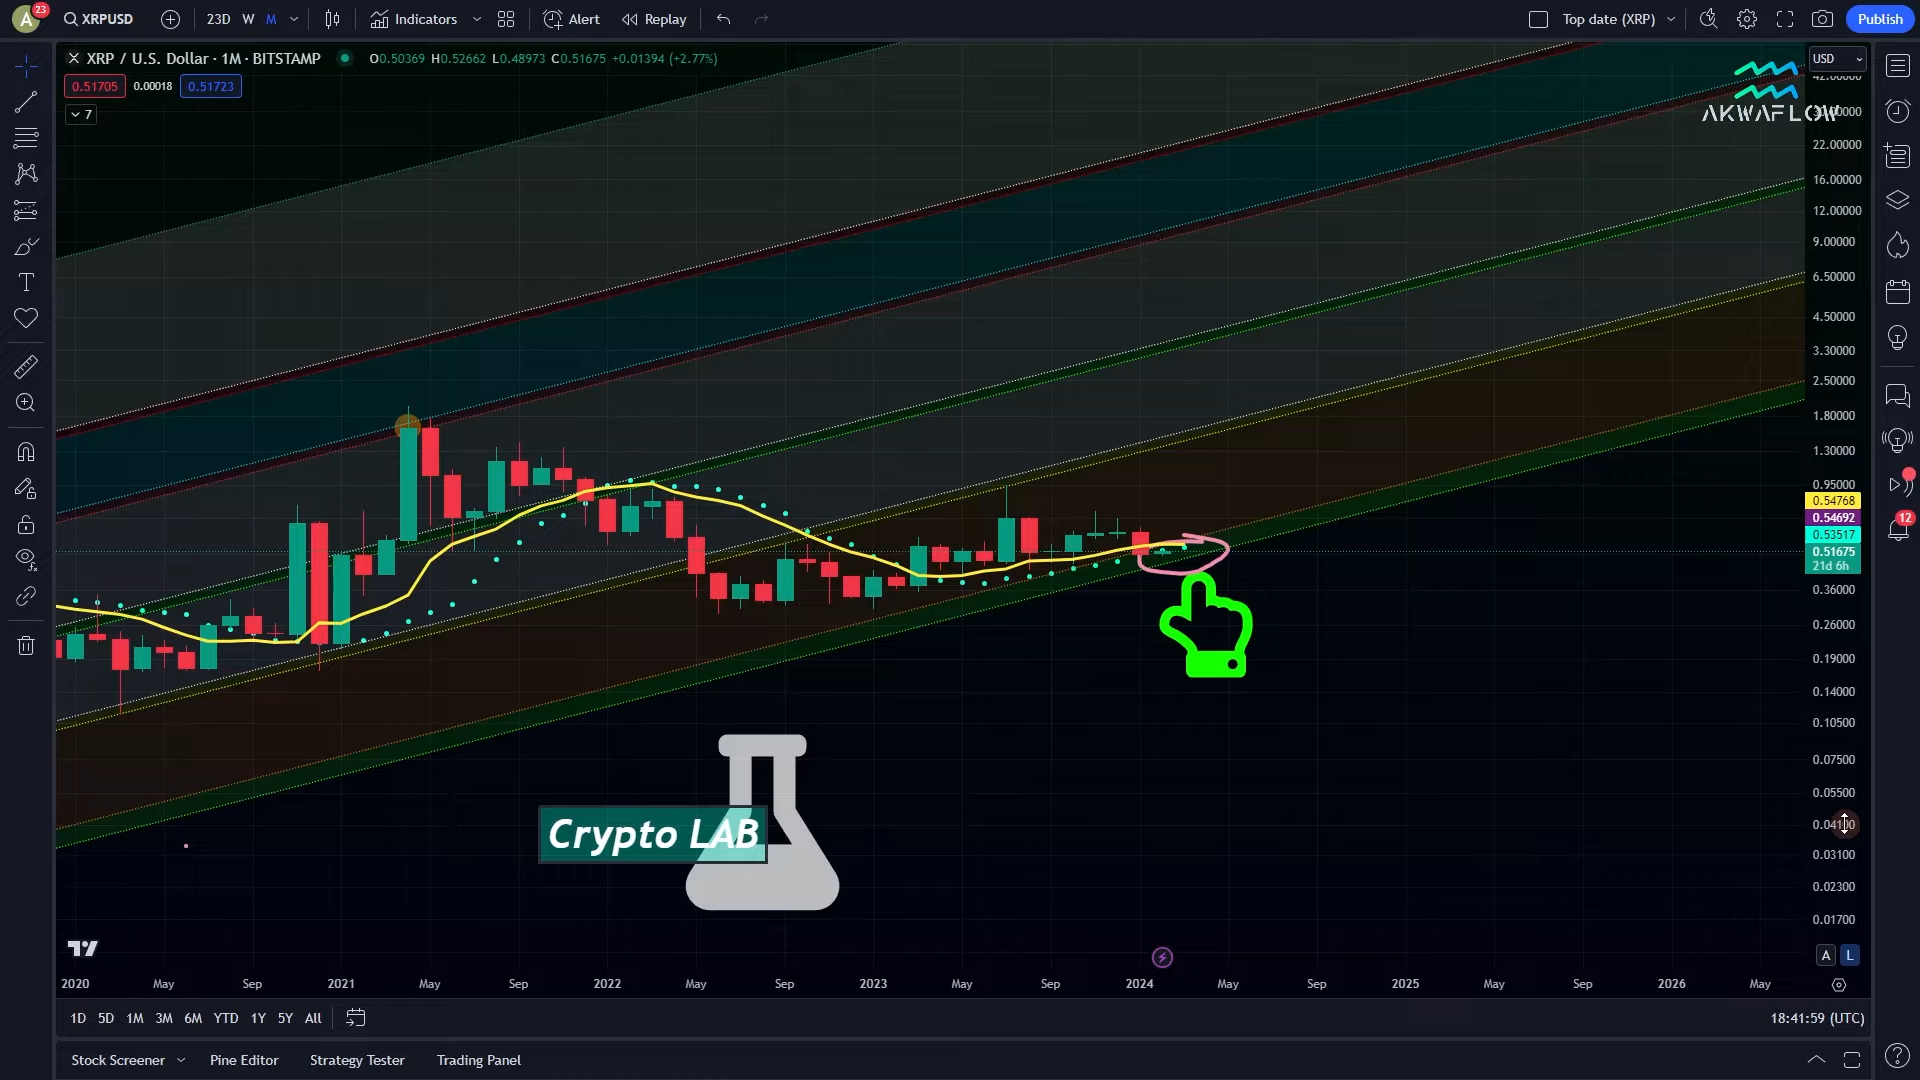 A 23 XRPUSD 23D W M Indicators Alert Replay Top date (XRP) Publish
XRP / U.S. Dollar · 1M · BITSTAMP O0.50369 H0.52662 L0.48973 C0.51675 +0.01394 (+2.77%)
0.51705 0.00018 0.51723
7
USD
AKWAFLOW
22.00000
16.00000
12.00000
9.00000
6.50000
4.50000
3.30000
2.50000
1.80000
1.30000
0.95000
0.54768
0.54692
0.53517
0.51675
21d 6h
0.36000
0.26000
0.19000
0.14000
0.10500
0.07500
0.05500
0.04100
0.03100
0.02300
0.01700
12
Crypto LAB
A L
2020 May Sep 2021 May Sep 2022 May Sep 2023 May Sep 2024 May Sep 2025 May Sep 2026 May
1D 5D 1M 3M 6M YTD 1Y 5Y All 18:41:59 (UTC)
Stock Screener Pine Editor Strategy Tester Trading Panel